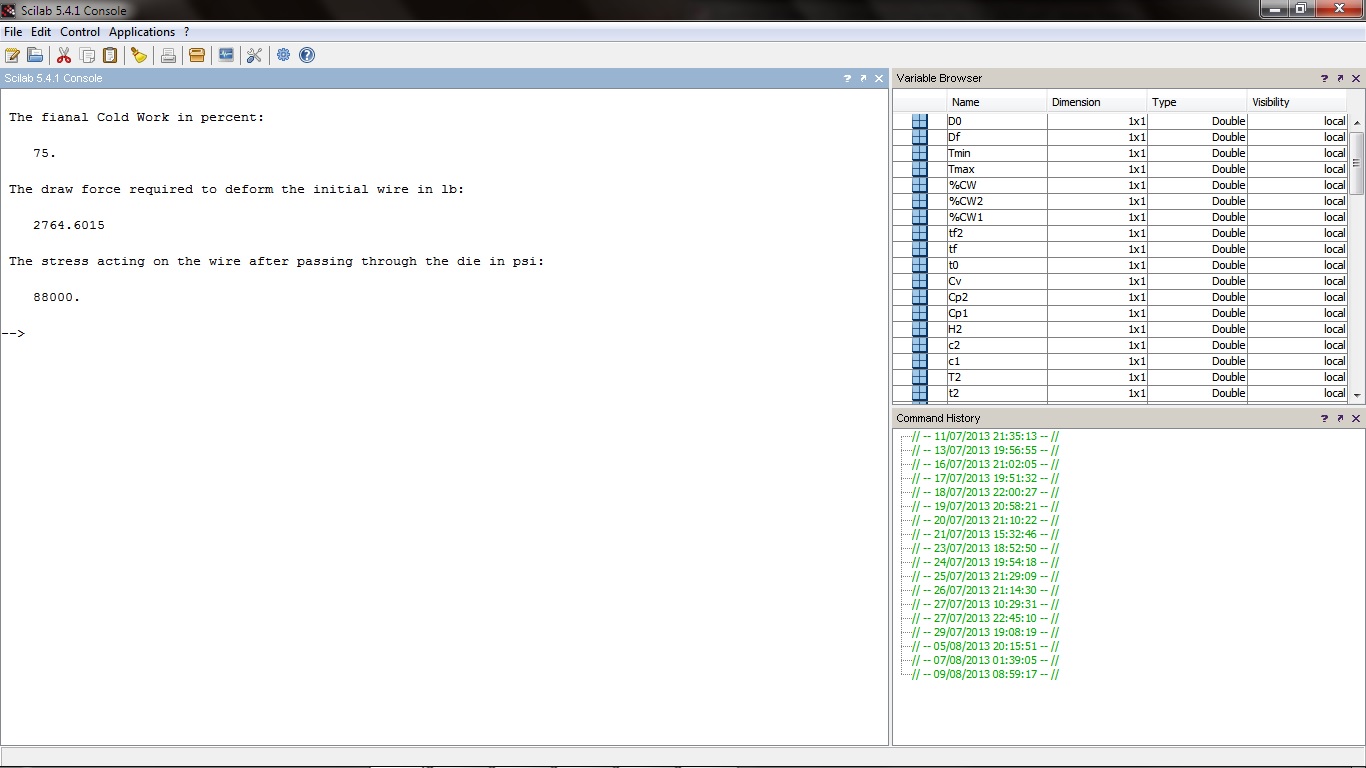 Scilab 5.4.1 Console
File Edit Control Applications ?
Scilab 5.4.1 Console
The fianal Cold Work in percent:
75.
The draw force required to deform the initial wire in lb:
2764.6015
The stress acting on the wire after passing through the die in psi:
88000.
-->
Variable Browser
Name Dimension Type Visibility
D0 1x1 Double local
Df 1x1 Double local
Tmin 1x1 Double local
Tmax 1x1 Double local
%CW 1x1 Double local
%CW2 1x1 Double local
%CW1 1x1 Double local
tf2 1x1 Double local
tf 1x1 Double local
t0 1x1 Double local
Cv 1x1 Double local
Cp2 1x1 Double local
Cp1 1x1 Double local
H2 1x1 Double local
c2 1x1 Double local
c1 1x1 Double local
T2 1x1 Double local
t2 1x1 Double local
Command History
// -- 11/07/2013 21:35:13 -- //
// -- 13/07/2013 19:56:55 -- //
// -- 16/07/2013 21:02:05 -- //
// -- 17/07/2013 19:51:32 -- //
// -- 18/07/2013 22:00:27 -- //
// -- 19/07/2013 20:58:21 -- //
// -- 20/07/2013 21:10:22 -- //
// -- 21/07/2013 15:32:46 -- //
// -- 23/07/2013 18:52:50 -- //
// -- 24/07/2013 19:54:18 -- //
// -- 25/07/2013 21:29:09 -- //
// -- 26/07/2013 21:14:30 -- //
// -- 27/07/2013 10:29:31 -- //
// -- 27/07/2013 22:45:10 -- //
// -- 29/07/2013 19:08:19 -- //
// -- 05/08/2013 20:15:51 -- //
// -- 07/08/2013 01:39:05 -- //
// -- 09/08/2013 08:59:17 -- //